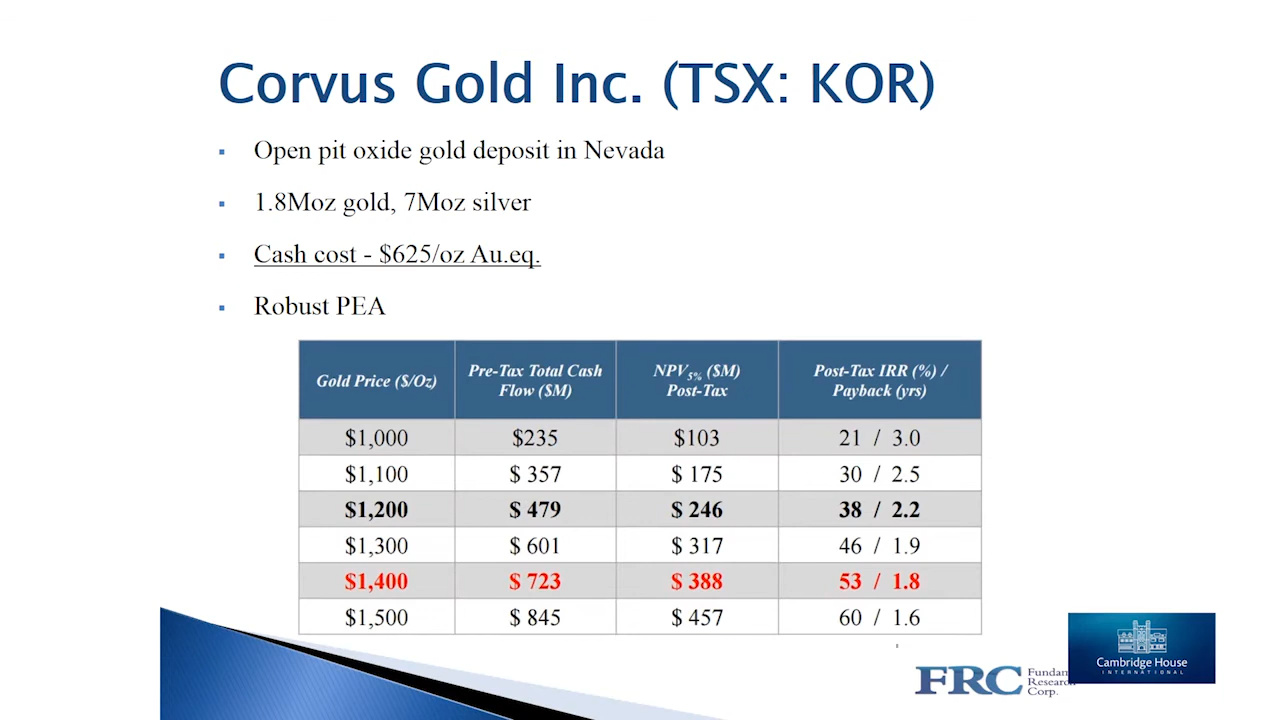 Corvus Gold Inc. (TSX: KOR)
▪ Open pit oxide gold deposit in Nevada
▪ 1.8Moz gold, 7Moz silver
▪ Cash cost - $625/oz Au.eq.
▪ Robust PEA
Gold Price ($/Oz) Pre-Tax Total Cash Flow ($M) NPV5% ($M) Post-Tax Post-Tax IRR (%) / Payback (yrs)
$1,000 $235 $103 21 / 3.0
$1,100 $ 357 $ 175 30 / 2.5
$1,200 $ 479 $ 246 38 / 2.2
$1,300 $ 601 $ 317 46 / 1.9
$1,400 $ 723 $ 388 53 / 1.8
$1,500 $ 845 $ 457 60 / 1.6
Cambridge House
INTERNATIONAL
FRC
Research
Corp.